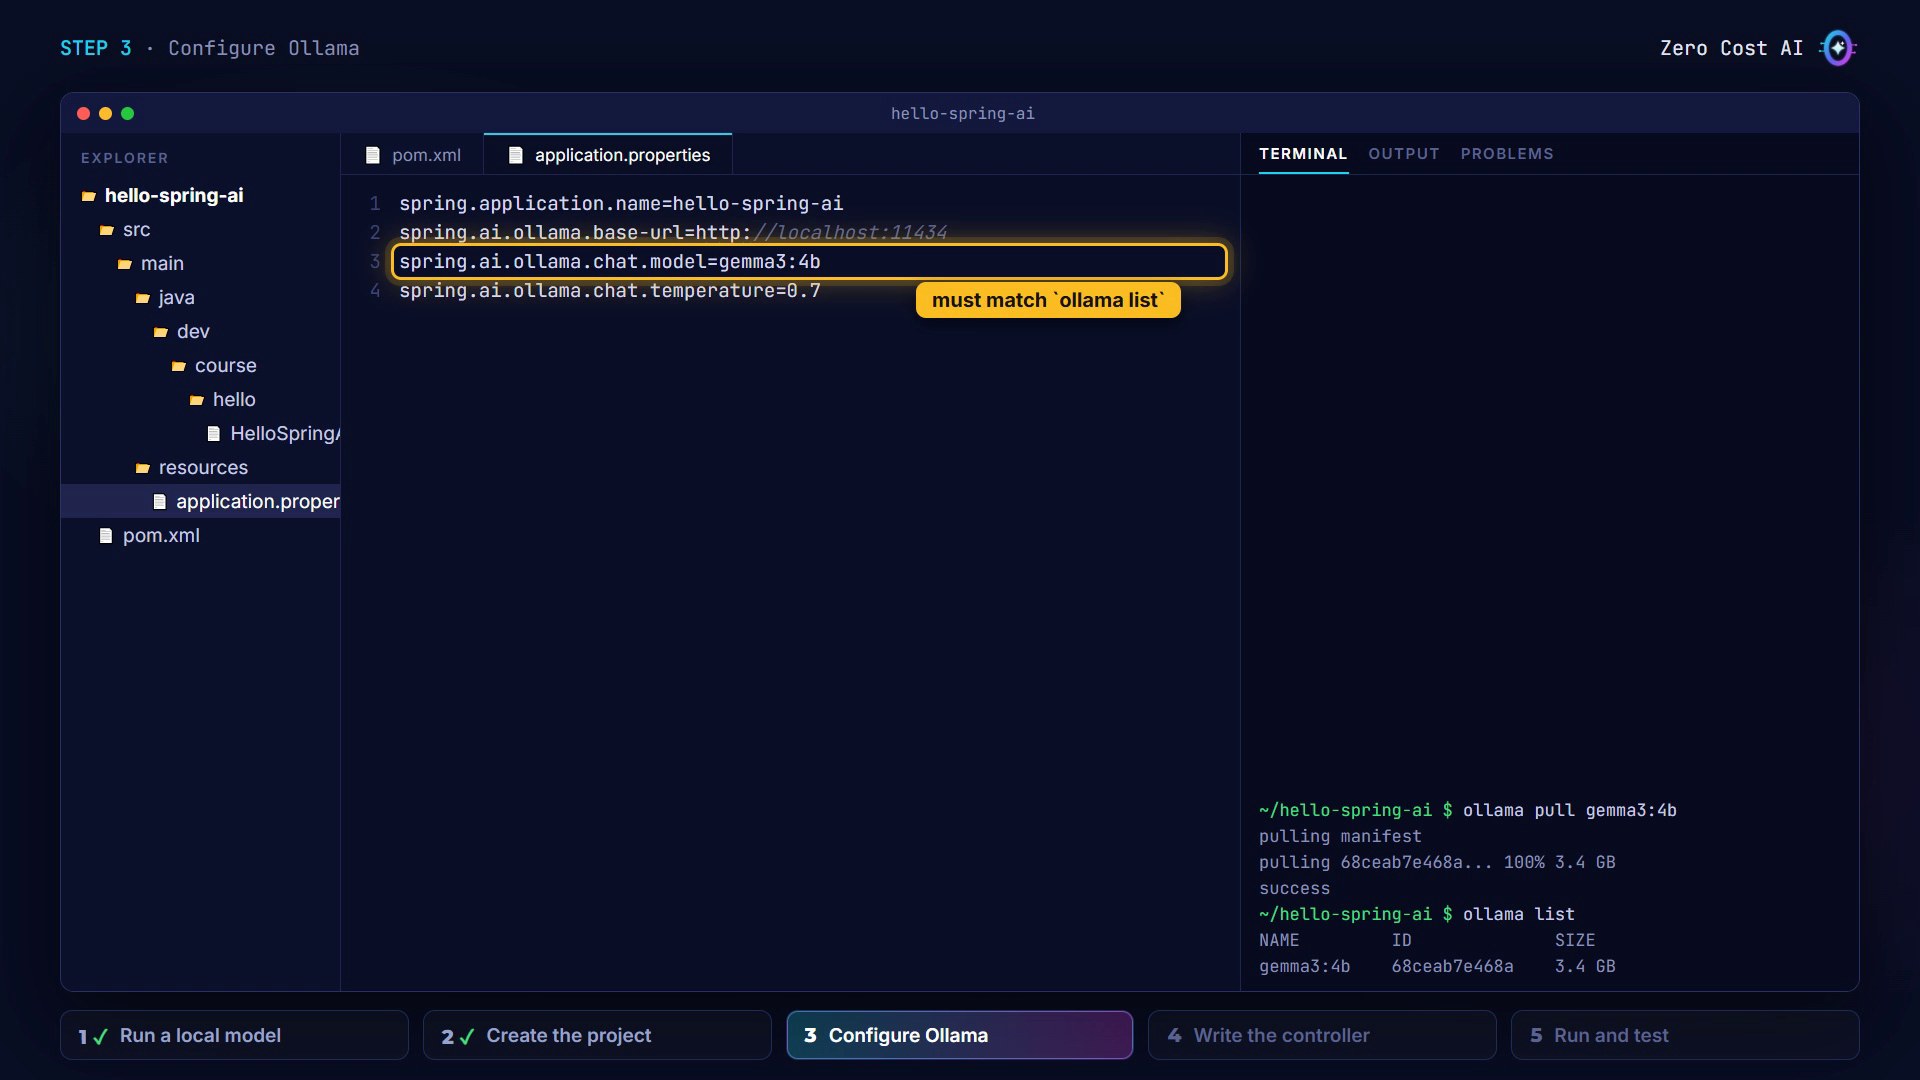 STEP 3 · Configure Ollama
Zero Cost AI
hello-spring-ai
EXPLORER
hello-spring-ai
src
main
java
dev
course
hello
HelloSpringA
resources
application.proper
pom.xml
pom.xml
application.properties
1 spring.application.name=hello-spring-ai
2 spring.ai.ollama.base-url=http://localhost:11434
3 spring.ai.ollama.chat.model=gemma3:4b
4 spring.ai.ollama.chat.temperature=0.7
must match `ollama list`
TERMINAL OUTPUT PROBLEMS
~/hello-spring-ai $ ollama pull gemma3:4b
pulling manifest
pulling 68ceab7e468a... 100% 3.4 GB
success
~/hello-spring-ai $ ollama list
NAME ID SIZE
gemma3:4b 68ceab7e468a 3.4 GB
1 ✓ Run a local model
2 ✓ Create the project
3 Configure Ollama
4 Write the controller
5 Run and test